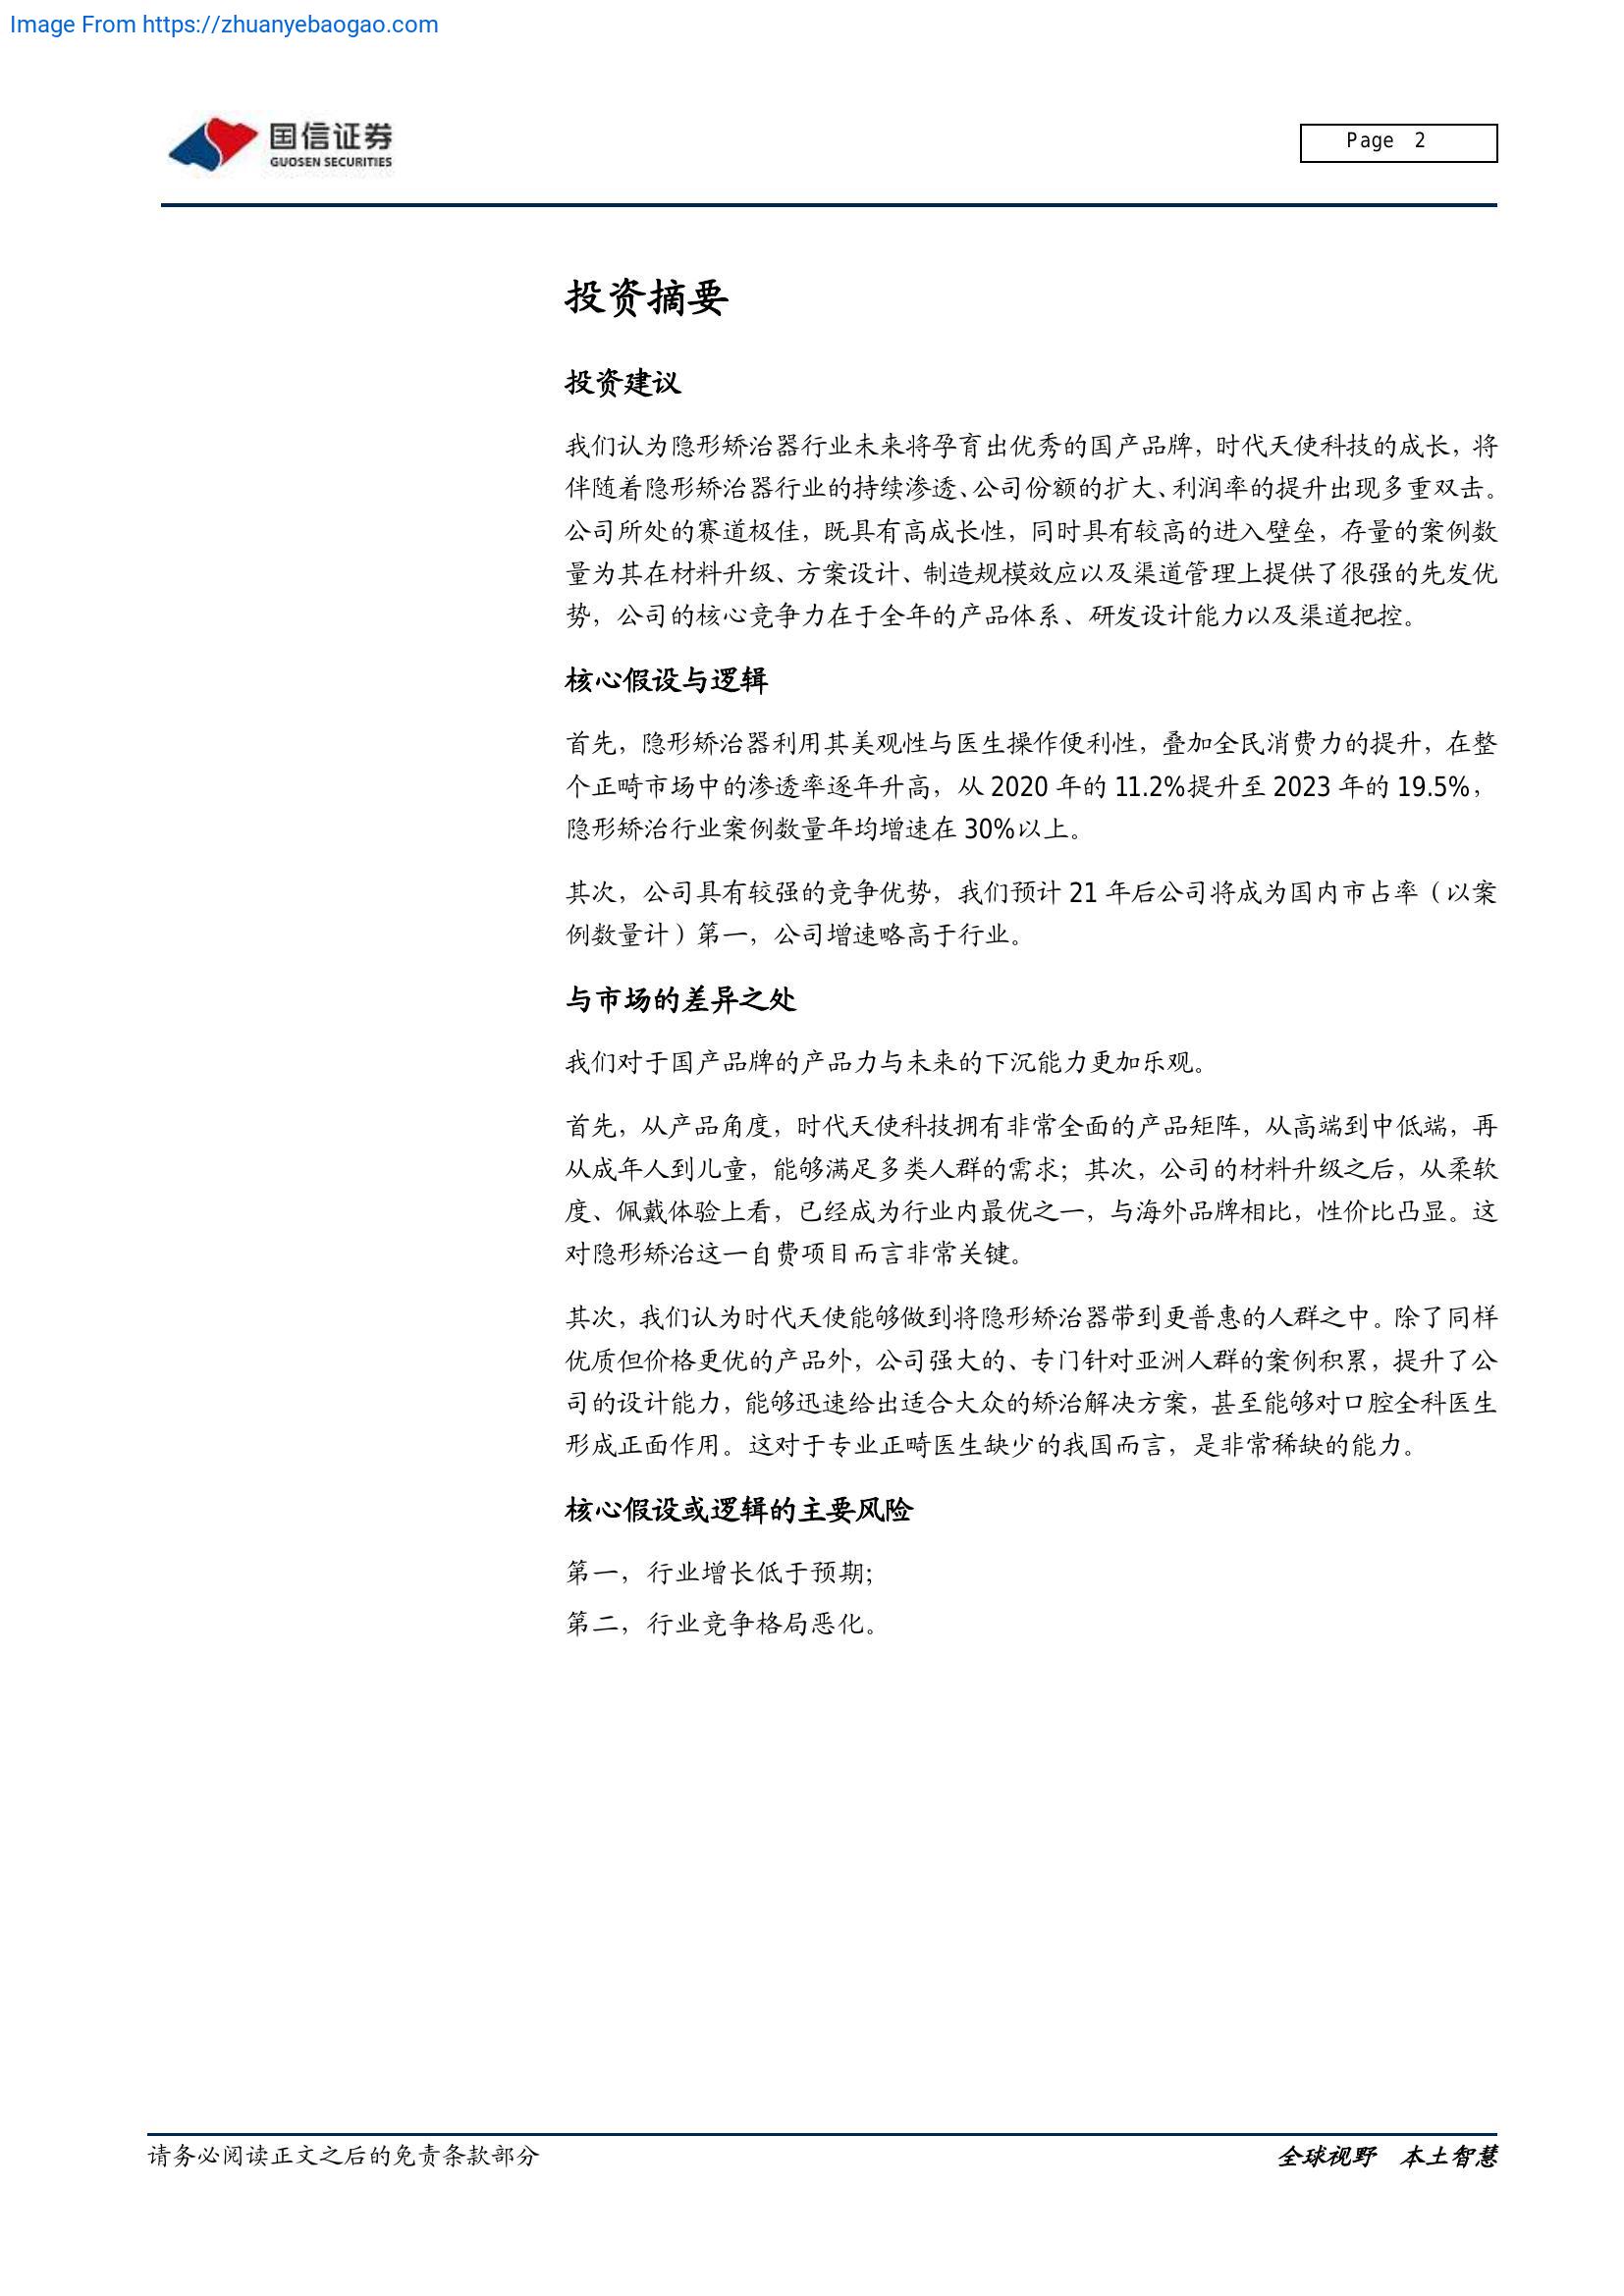 Image From https://zhuanyebaogao.com
国信证券
GUOSEN SECURITIES
Page 2
投资摘要
投资建议
我们认为隐形矫治器行业未来将孕育出优秀的国产品牌，时代天使科技的成长，将
伴随着隐形矫治器行业的持续渗透、公司份额的扩大、利润率的提升出现多重双击。
公司所处的赛道极佳，既具有高成长性，同时具有较高的进入壁垒，存量的案例数
量为其在材料升级、方案设计、制造规模效应以及渠道管理上提供了很强的先发优
势，公司的核心竞争力在于全年的产品体系、研发设计能力以及渠道把控。
核心假设与逻辑
首先，隐形矫治器利用其美观性与医生操作便利性，叠加全民消费力的提升，在整
个正畸市场中的渗透率逐年升高，从 2020 年的 11.2%提升至 2023 年的 19.5%，
隐形矫治行业案例数量年均增速在 30%以上。
其次，公司具有较强的竞争优势，我们预计 21 年后公司将成为国内市占率（以案
例数量计）第一，公司增速略高于行业。
与市场的差异之处
我们对于国产品牌的产品力与未来的下沉能力更加乐观。
首先，从产品角度，时代天使科技拥有非常全面的产品矩阵，从高端到中低端，再
从成年人到儿童，能够满足多类人群的需求；其次，公司的材料升级之后，从柔软
度、佩戴体验上看，已经成为行业内最优之一，与海外品牌相比，性价比凸显。这
对隐形矫治这一自费项目而言非常关键。
其次，我们认为时代天使能够做到将隐形矫治器带到更普惠的人群之中。除了同样
优质但价格更优的产品外，公司强大的、专门针对亚洲人群的案例积累，提升了公
司的设计能力，能够迅速给出适合大众的矫治解决方案，甚至能够对口腔全科医生
形成正面作用。这对于专业正畸医生缺少的我国而言，是非常稀缺的能力。
核心假设或逻辑的主要风险
第一，行业增长低于预期；
第二，行业竞争格局恶化。
请务必阅读正文之后的免责条款部分
全球视野 本土智慧